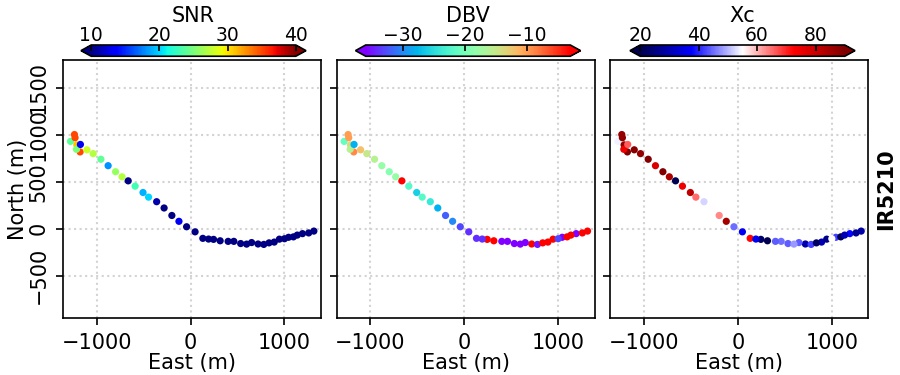 SNR DBV Xc
10 20 30 40 −30 −20 −10 20 40 60 80
1500
1000
500
0
−500
North (m)
IR5210
−1000 0 1000 −1000 0 1000 −1000 0 1000
East (m) East (m) East (m)